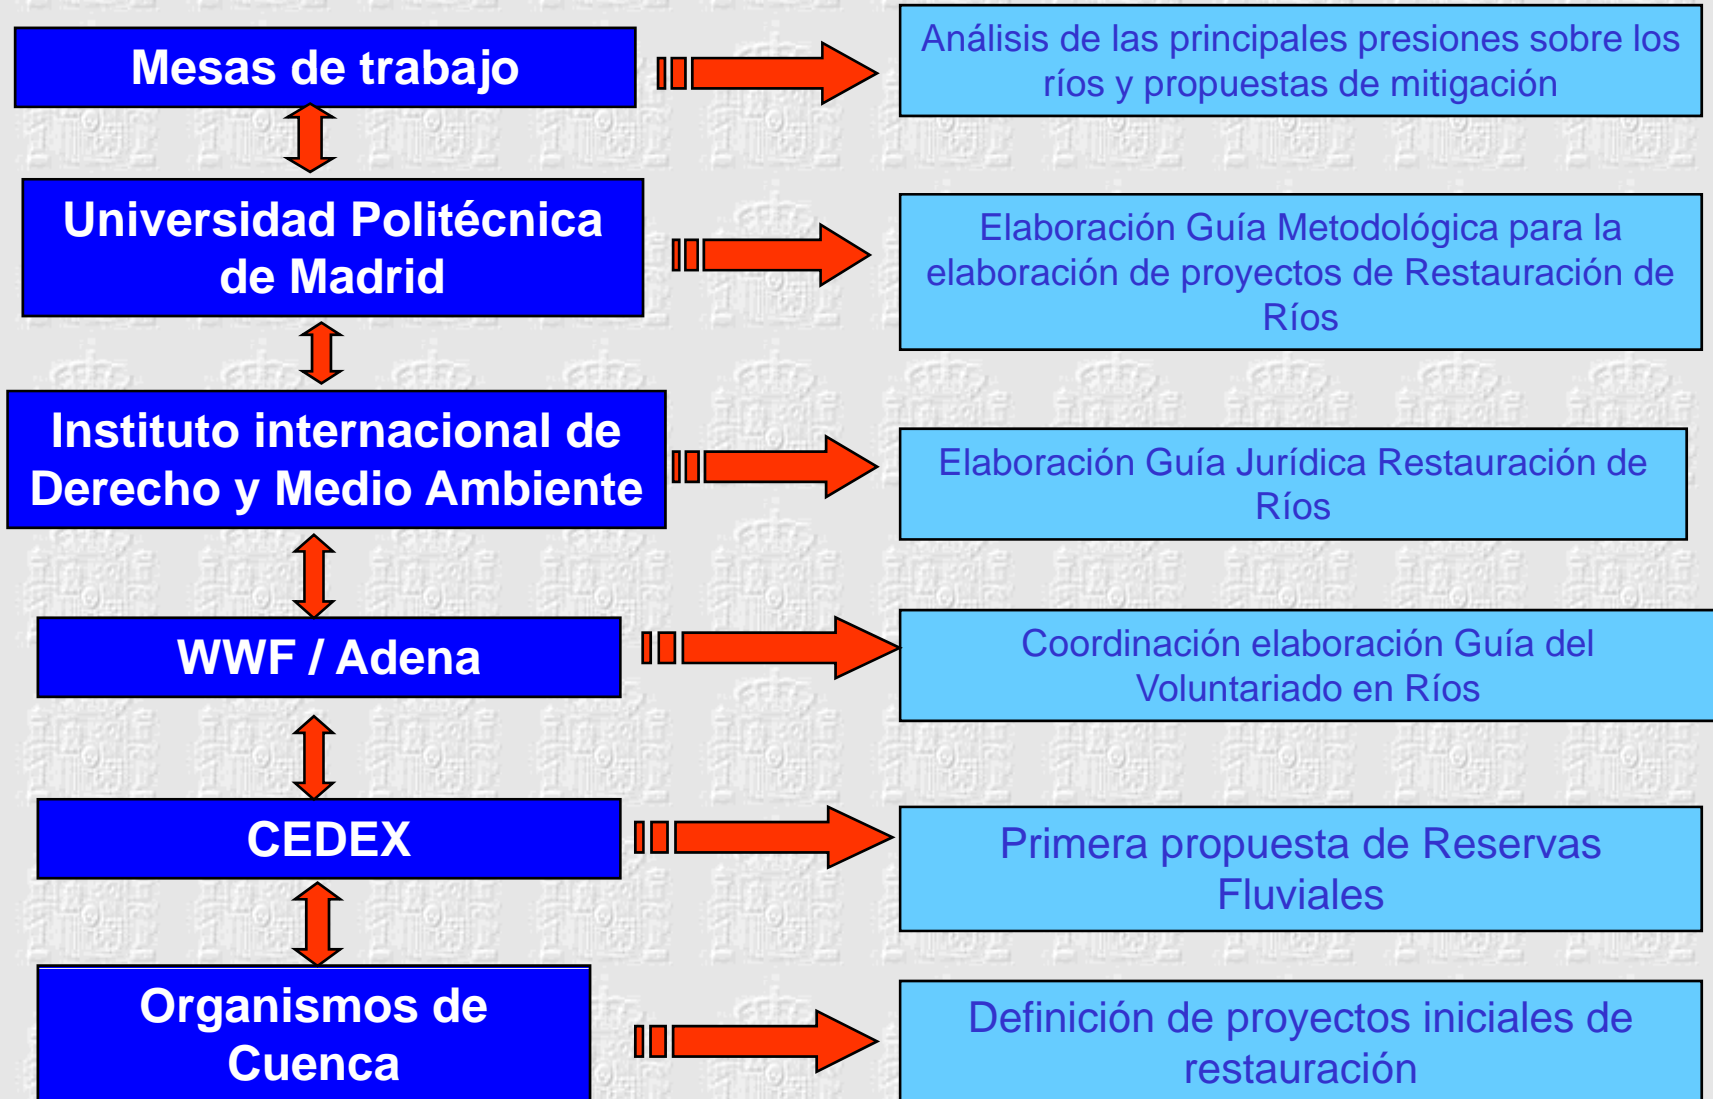 Mesas de trabajo
Análisis de las principales presiones sobre los
ríos y propuestas de mitigación
Universidad Politécnica
de Madrid
Elaboración Guía Metodológica para la
elaboración de proyectos de Restauración de
Ríos
Instituto internacional de
Derecho y Medio Ambiente
Elaboración Guía Jurídica Restauración de
Ríos
WWF / Adena
Coordinación elaboración Guía del
Voluntariado en Ríos
CEDEX
Primera propuesta de Reservas
Fluviales
Organismos de
Cuenca
Definición de proyectos iniciales de
restauración